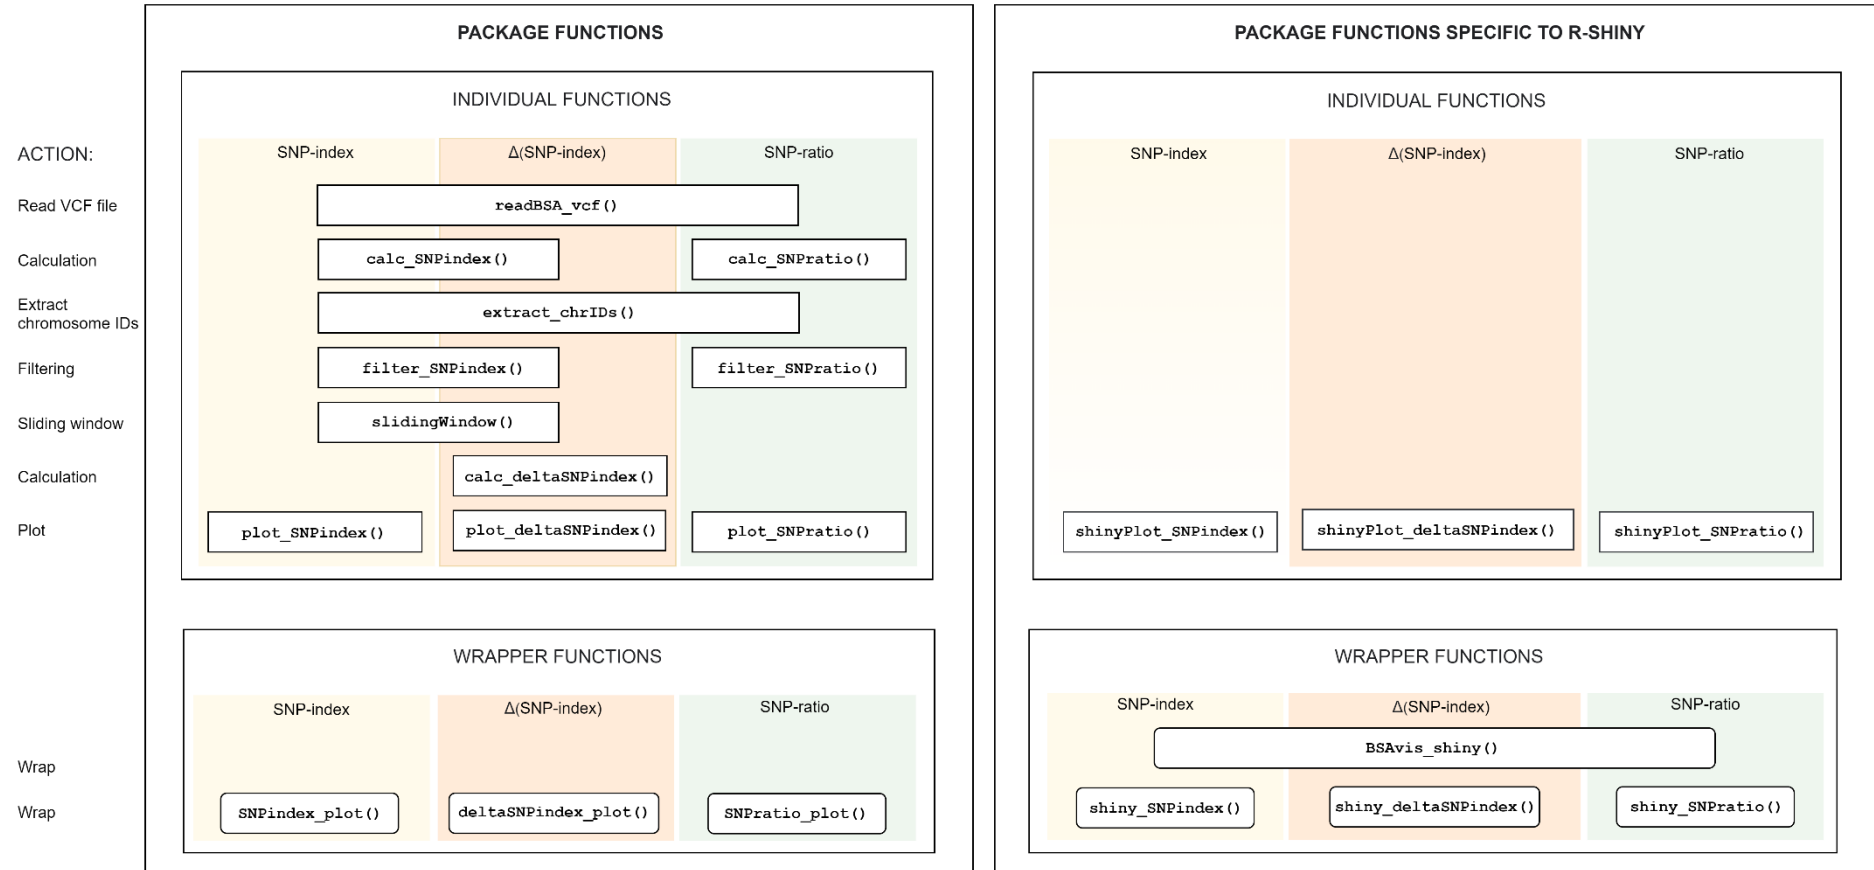 PACKAGE FUNCTIONS
INDIVIDUAL FUNCTIONS
ACTION:
SNP-index
Δ(SNP-index)
SNP-ratio
Read VCF file
readBSA_vcf()
Calculation
calc_SNPindex()
calc_SNPratio()
Extract
chromosome IDs
extract_chrIDs()
Filtering
filter_SNPindex()
filter_SNPratio()
Sliding window
slidingWindow()
Calculation
calc_deltaSNPindex()
Plot
plot_SNPindex()
plot_deltaSNPindex()
plot_SNPratio()
WRAPPER FUNCTIONS
SNP-index
Δ(SNP-index)
SNP-ratio
Wrap
Wrap
SNPindex_plot()
deltaSNPindex_plot()
SNPratio_plot()
PACKAGE FUNCTIONS SPECIFIC TO R-SHINY
INDIVIDUAL FUNCTIONS
SNP-index
Δ(SNP-index)
SNP-ratio
shinyPlot_SNPindex()
shinyPlot_deltaSNPindex()
shinyPlot_SNPratio()
WRAPPER FUNCTIONS
SNP-index
Δ(SNP-index)
SNP-ratio
BSAvis_shiny()
shiny_SNPindex()
shiny_deltaSNPindex()
shiny_SNPratio()